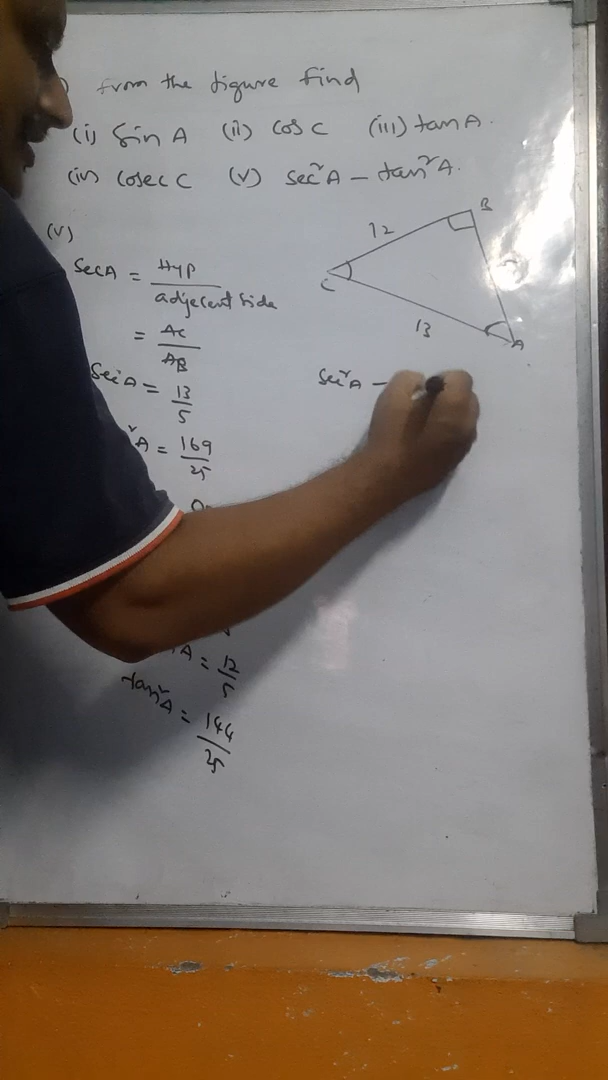 from the figure find
(i) Sin A (ii) Cos C (iii) tan A.
(iv) Cosec C (v) sec²A - tan²A.
(v)
Sec A = Hyp / adjecent side
= AC / AB
Sec A = 13 / 5
²A = 169 / 25
A = 12 / 5
tan²A = 144 / 25
B
12
C
13
A
Sec²A -